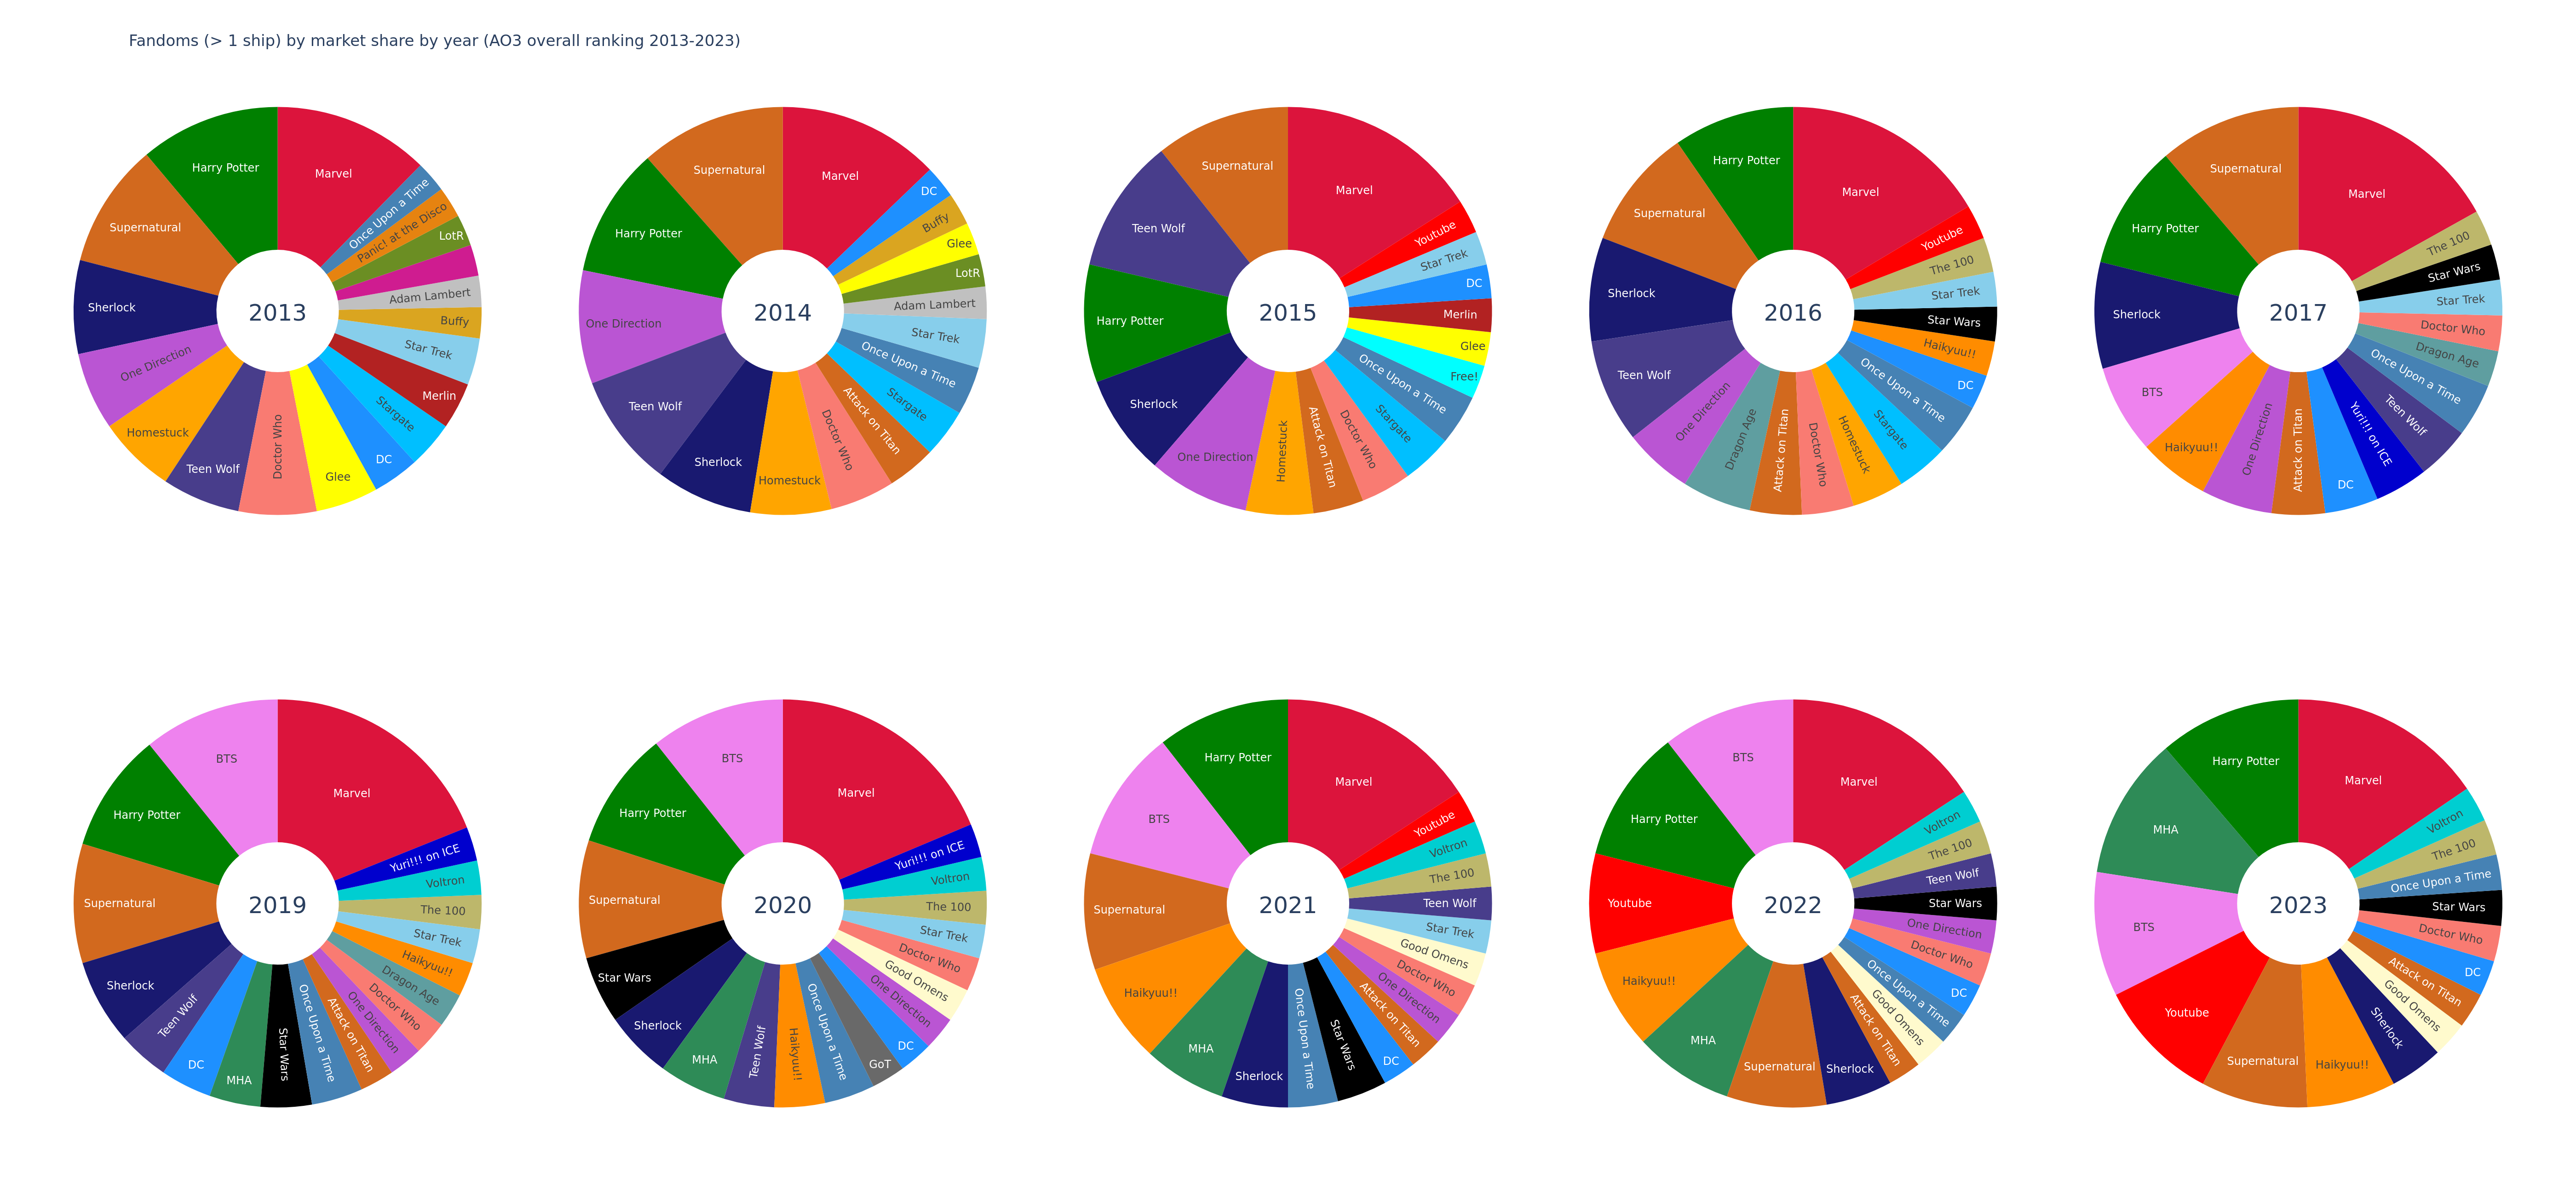 Fandoms (> 1 ship) by market share by year (AO3 overall ranking 2013-2023)
2013
Marvel
Once Upon a Time
Panic! at the Disco
LotR
Adam Lambert
Buffy
Star Trek
Merlin
Stargate
DC
Glee
Doctor Who
Teen Wolf
Homestuck
One Direction
Sherlock
Supernatural
Harry Potter
2014
Marvel
DC
Buffy
Glee
LotR
Adam Lambert
Star Trek
Once Upon a Time
Stargate
Attack on Titan
Doctor Who
Homestuck
Sherlock
Teen Wolf
One Direction
Harry Potter
Supernatural
2015
Marvel
Youtube
Star Trek
DC
Merlin
Glee
Free!
Once Upon a Time
Stargate
Doctor Who
Attack on Titan
Homestuck
One Direction
Sherlock
Harry Potter
Teen Wolf
Supernatural
2016
Marvel
Youtube
The 100
Star Trek
Star Wars
Haikyuu!!
DC
Once Upon a Time
Stargate
Homestuck
Doctor Who
Attack on Titan
Dragon Age
One Direction
Teen Wolf
Sherlock
Supernatural
Harry Potter
2017
Marvel
The 100
Star Wars
Star Trek
Doctor Who
Dragon Age
Once Upon a Time
Teen Wolf
Yuri!!! on ICE
DC
Attack on Titan
One Direction
Haikyuu!!
BTS
Sherlock
Harry Potter
Supernatural
2019
Marvel
Yuri!!! on ICE
Voltron
The 100
Star Trek
Haikyuu!!
Dragon Age
Doctor Who
One Direction
Attack on Titan
Once Upon a Time
Star Wars
MHA
DC
Teen Wolf
Sherlock
Supernatural
Harry Potter
BTS
2020
Marvel
Yuri!!! on ICE
Voltron
The 100
Star Trek
Doctor Who
Good Omens
One Direction
DC
GoT
Once Upon a Time
Haikyuu!!
Teen Wolf
MHA
Sherlock
Star Wars
Supernatural
Harry Potter
BTS
2021
Marvel
Youtube
Voltron
The 100
Teen Wolf
Star Trek
Good Omens
Doctor Who
One Direction
Attack on Titan
DC
Star Wars
Once Upon a Time
Sherlock
MHA
Haikyuu!!
Supernatural
BTS
Harry Potter
2022
Marvel
Voltron
The 100
Teen Wolf
Star Wars
One Direction
Doctor Who
DC
Once Upon a Time
Good Omens
Attack on Titan
Sherlock
Supernatural
MHA
Haikyuu!!
Youtube
Harry Potter
BTS
2023
Marvel
Voltron
The 100
Once Upon a Time
Star Wars
Doctor Who
DC
Attack on Titan
Good Omens
Sherlock
Haikyuu!!
Supernatural
Youtube
BTS
MHA
Harry Potter